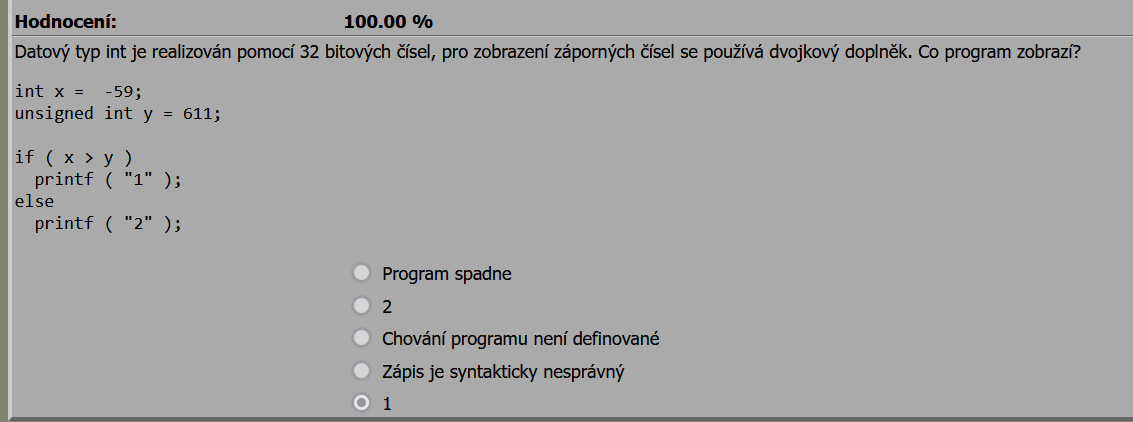 Hodnocení: 100.00 %
Datový typ int je realizován pomocí 32 bitových čísel, pro zobrazení záporných čísel se používá dvojkový doplněk. Co program zobrazí?
int x =  -59;
unsigned int y = 611;
if ( x > y )
  printf ( "1" );
else
  printf ( "2" );
Program spadne
2
Chování programu není definované
Zápis je syntakticky nesprávný
1